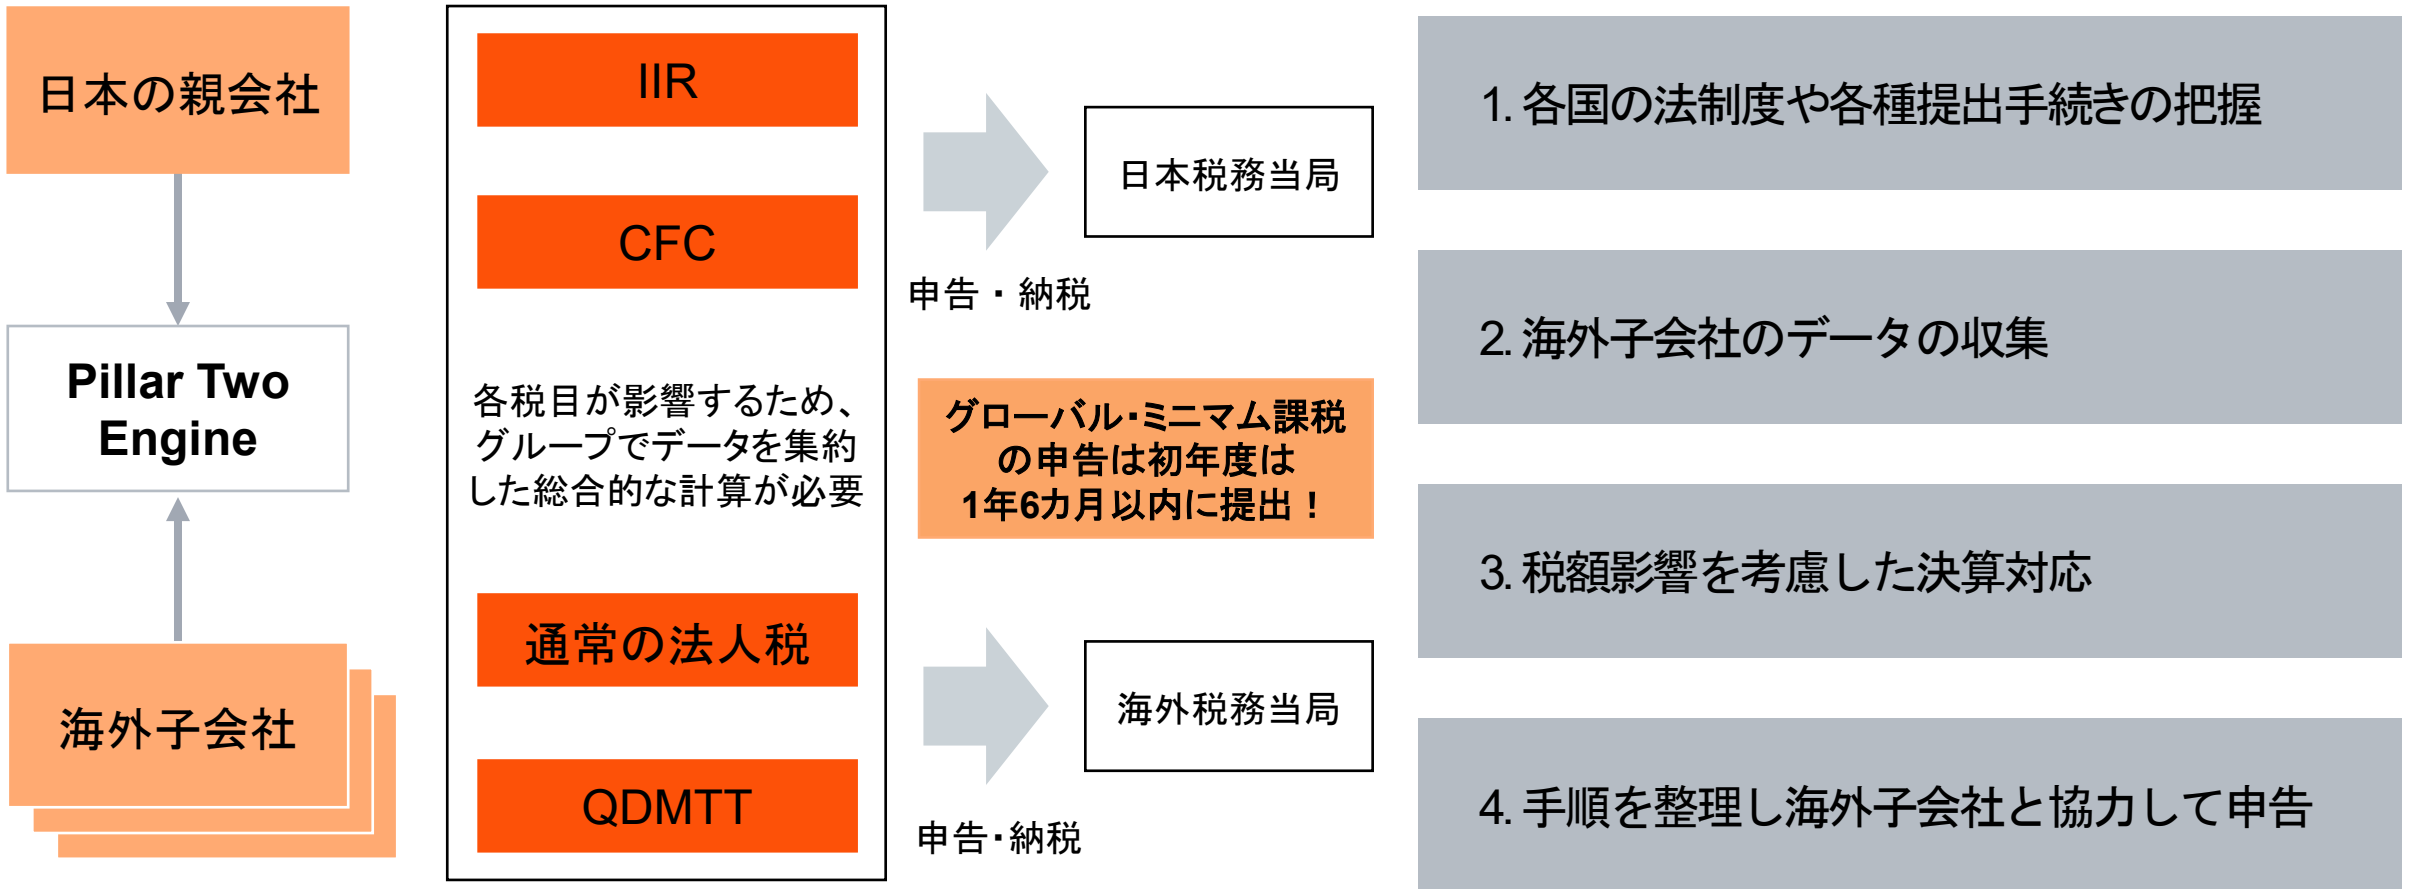 日本の親会社
Pillar Two
Engine
海外子会社
IIR
CFC
各税目が影響するため、
グループでデータを集約
した総合的な計算が必要
通常の法人税
QDMTT
日本税務当局
申告・納税
グローバル・ミニマム課税
の申告は初年度は
1年6カ月以内に提出！
海外税務当局
申告・納税
1. 各国の法制度や各種提出手続きの把握
2. 海外子会社のデータの収集
3. 税額影響を考慮した決算対応
4. 手順を整理し海外子会社と協力して申告